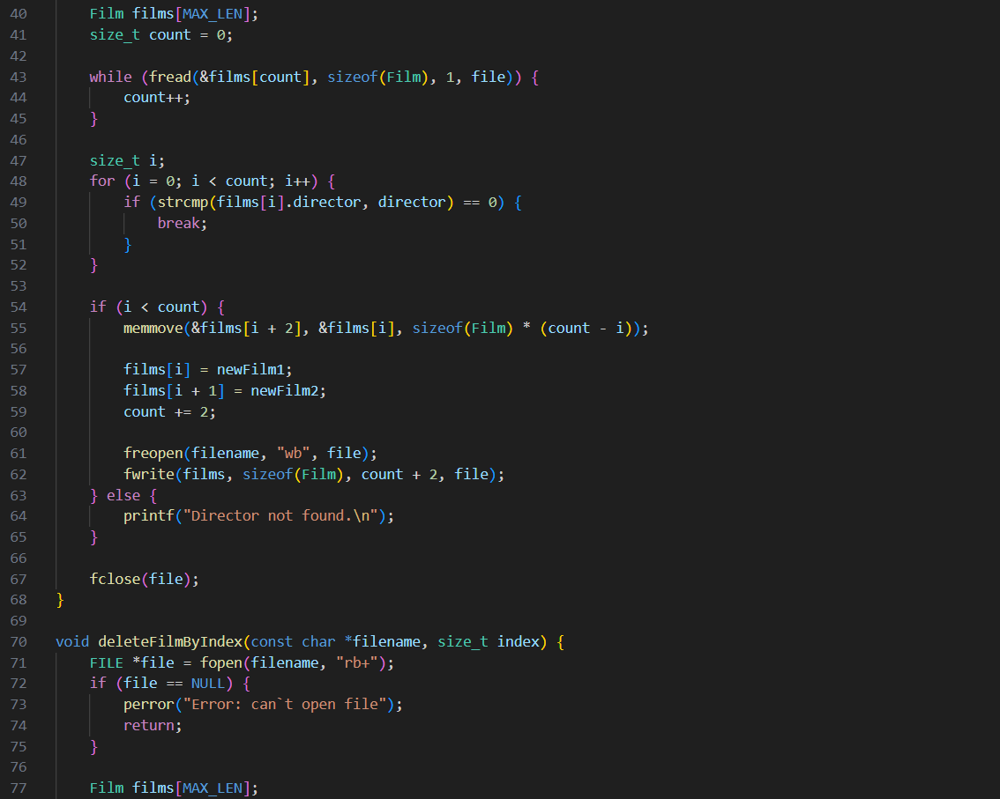 40 Film films[MAX_LEN];
41 size_t count = 0;
42
43 while (fread(&films[count], sizeof(Film), 1, file)) {
44 count++;
45 }
46
47 size_t i;
48 for (i = 0; i < count; i++) {
49 if (strcmp(films[i].director, director) == 0) {
50 break;
51 }
52 }
53
54 if (i < count) {
55 memmove(&films[i + 2], &films[i], sizeof(Film) * (count - i));
56
57 films[i] = newFilm1;
58 films[i + 1] = newFilm2;
59 count += 2;
60
61 freopen(filename, "wb", file);
62 fwrite(films, sizeof(Film), count + 2, file);
63 } else {
64 printf("Director not found.\n");
65 }
66
67 fclose(file);
68 }
69
70 void deleteFilmByIndex(const char *filename, size_t index) {
71 FILE *file = fopen(filename, "rb+");
72 if (file == NULL) {
73 perror("Error: can`t open file");
74 return;
75 }
76
77 Film films[MAX_LEN];